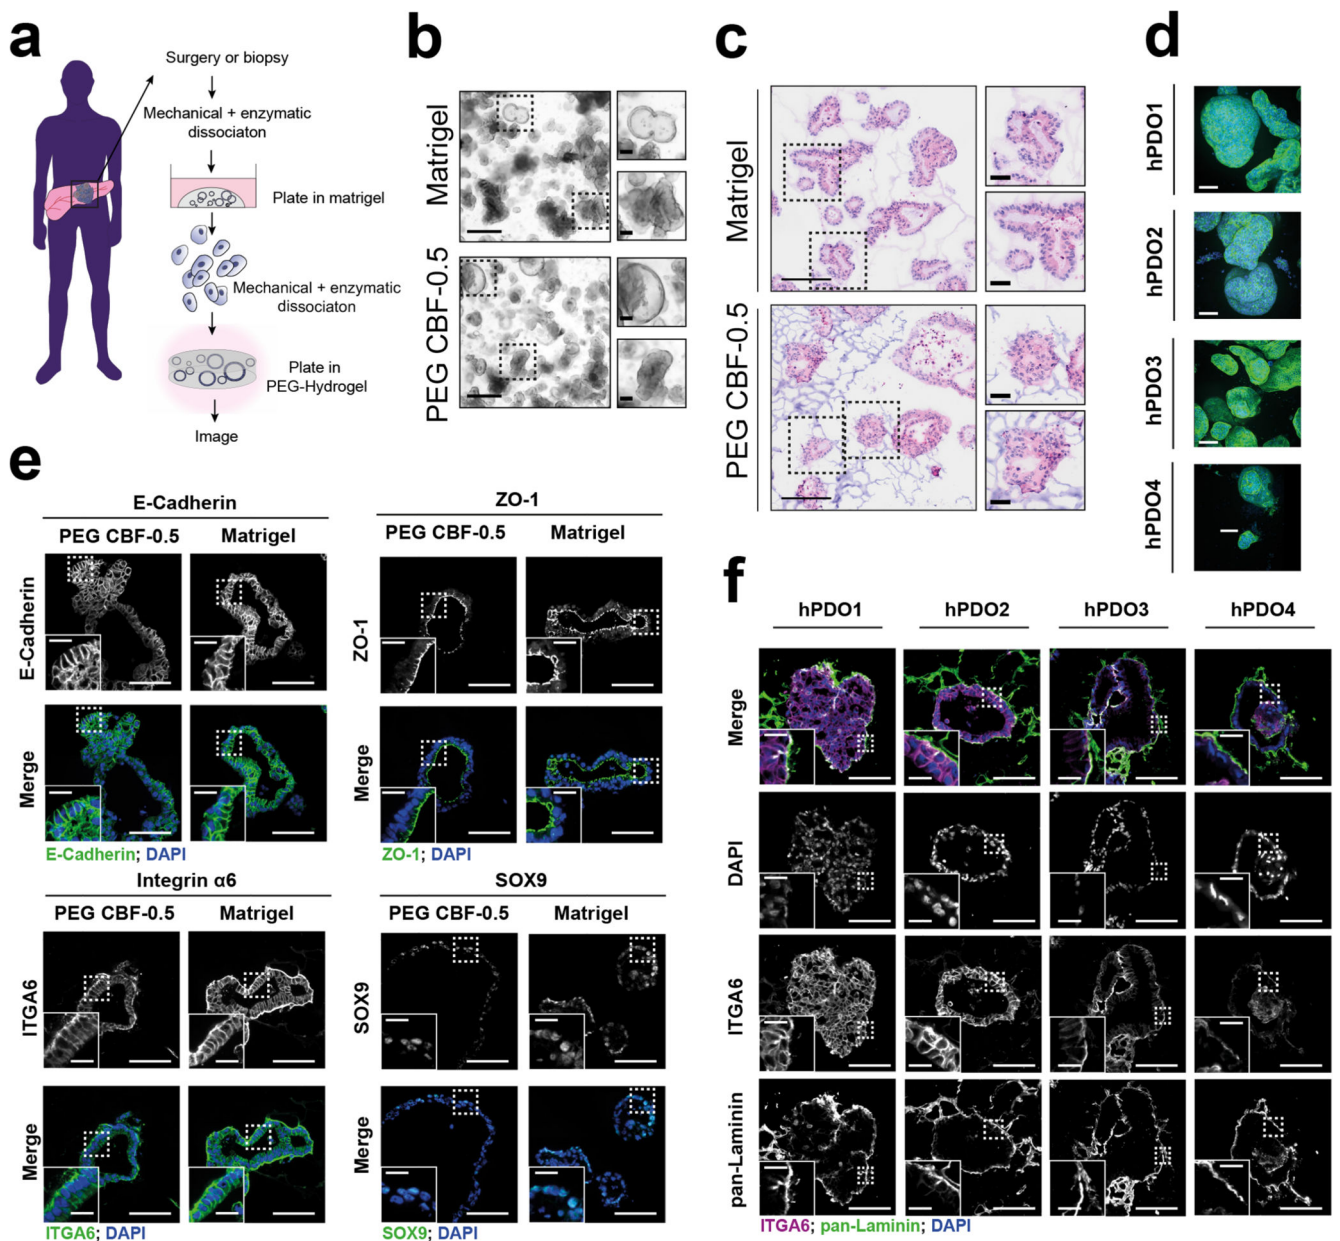 a
Surgery or biopsy
Mechanical + enzymatic
dissociaton
Plate in matrigel
Mechanical + enzymatic
dissociaton
Plate in
PEG-Hydrogel
Image
b
Matrigel
PEG CBF-0.5
c
Matrigel
PEG CBF-0.5
d
hPDO1
hPDO2
hPDO3
hPDO4
e
E-Cadherin
PEG CBF-0.5 Matrigel
E-Cadherin
Merge
E-Cadherin; DAPI
ZO-1
PEG CBF-0.5 Matrigel
ZO-1
Merge
ZO-1; DAPI
Integrin α6
PEG CBF-0.5 Matrigel
ITGA6
Merge
ITGA6; DAPI
SOX9
PEG CBF-0.5 Matrigel
SOX9
Merge
SOX9; DAPI
f
hPDO1 hPDO2 hPDO3 hPDO4
Merge
DAPI
ITGA6
pan-Laminin
ITGA6; pan-Laminin; DAPI